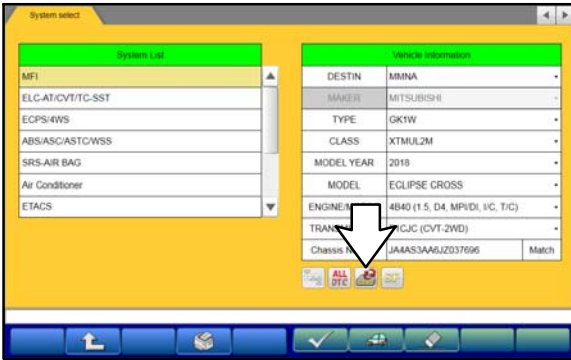 System select
System List
MFI
ELC-AT/CVT/TC-SST
ECPS/4WS
ABS/ASC/ASTC/WSS
SRS-AIR BAG
Air Conditioner
ETACS
Vehicle Information
DESTIN MMNA
MAKER MITSUBISHI
TYPE GK1W
CLASS XTMUL2M
MODEL YEAR 2018
MODEL ECLIPSE CROSS
4B40 (1.5, D4, MPI/DI, I/C, T/C)
(CVT-2WD)
Chassis JA4AS3AA6JZ037696 Match
ALL DTC